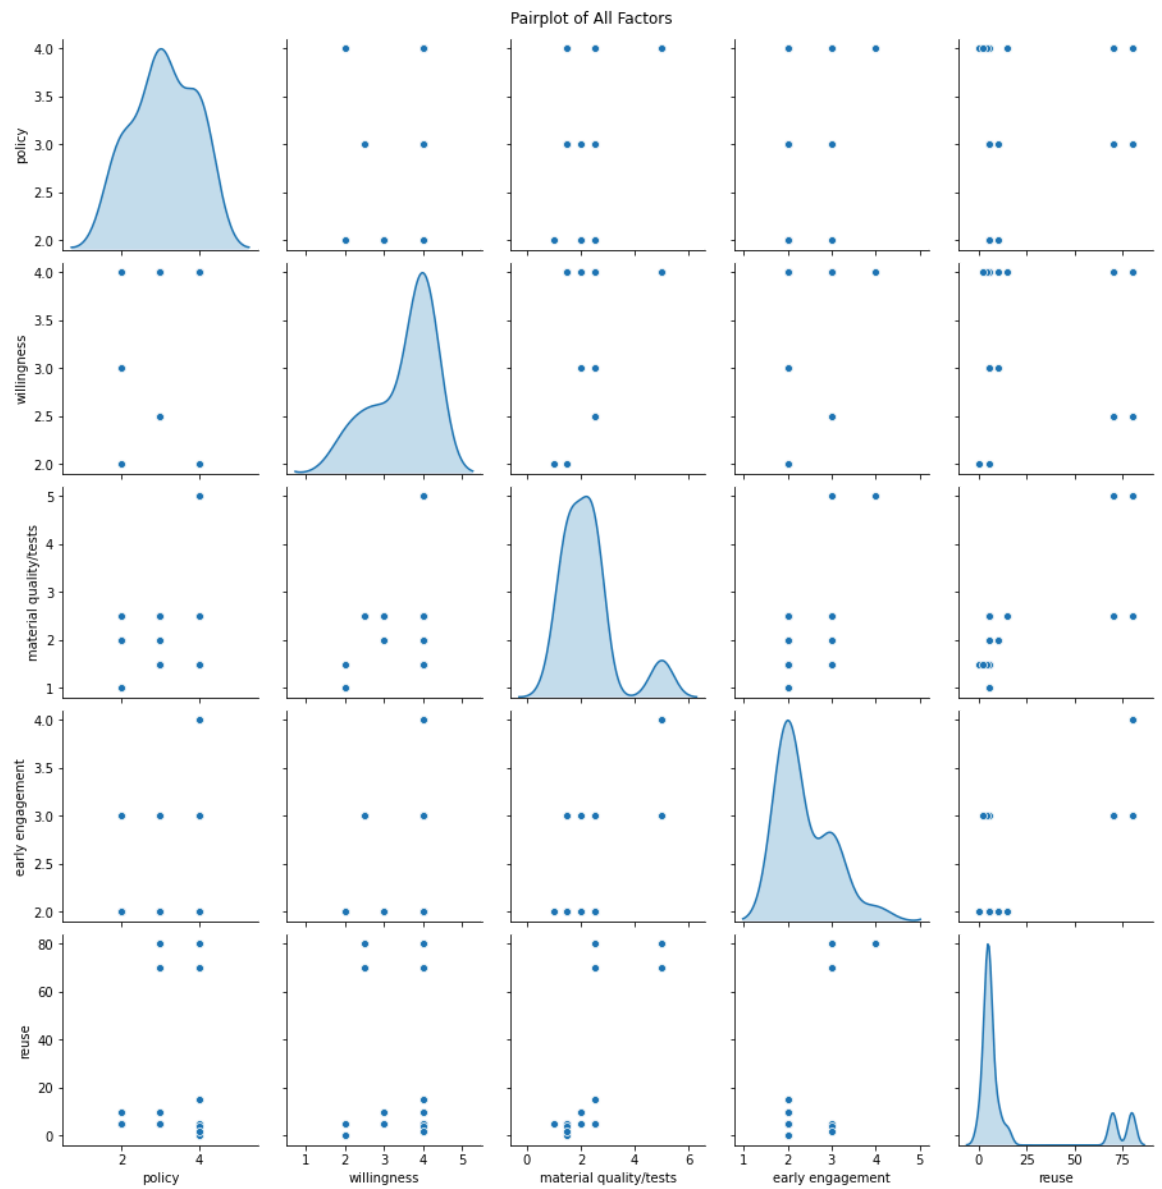 Pairplot of All Factors
4.0
3.5
3.0
2.5
2.0
policy
4.0
3.5
3.0
2.5
2.0
willingness
5
4
3
2
1
material quality/tests
4.0
3.5
3.0
2.5
2.0
early engagement
80
60
40
20
0
reuse
2 4
1 2 3 4 5
0 2 4 6
1 2 3 4 5
0 25 50 75
policy
willingness
material quality/tests
early engagement
reuse